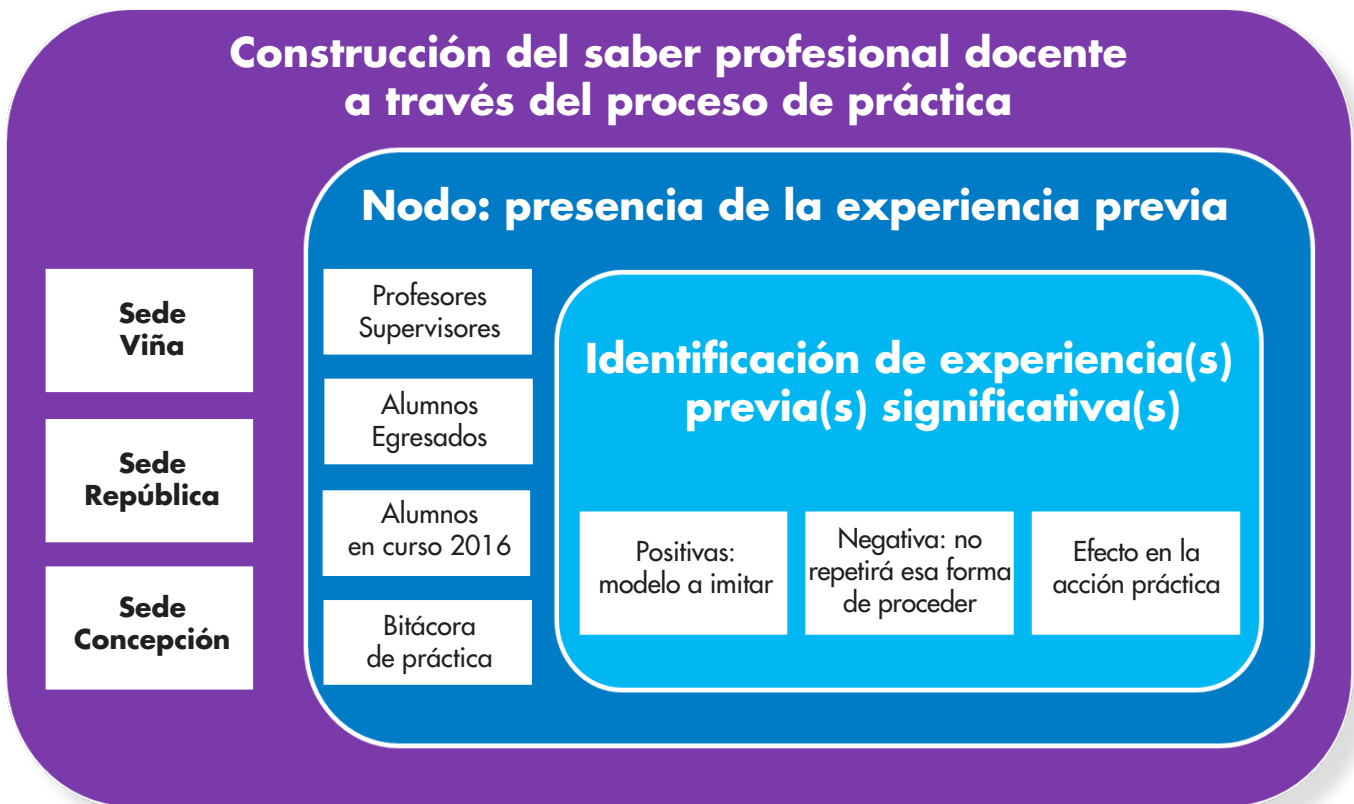 Construcción del saber profesional docente
a través del proceso de práctica
Nodo: presencia de la experiencia previa
Sede
Viña
Sede
República
Sede
Concepción
Profesores
Supervisores
Alumnos
Egresados
Alumnos
en curso 2016
Bitácora
de práctica
Identificación de experiencia(s)
previa(s) significativa(s)
Positivas:
modelo a imitar
Negativa: no
repetirá esa forma
de proceder
Efecto en la
acción práctica